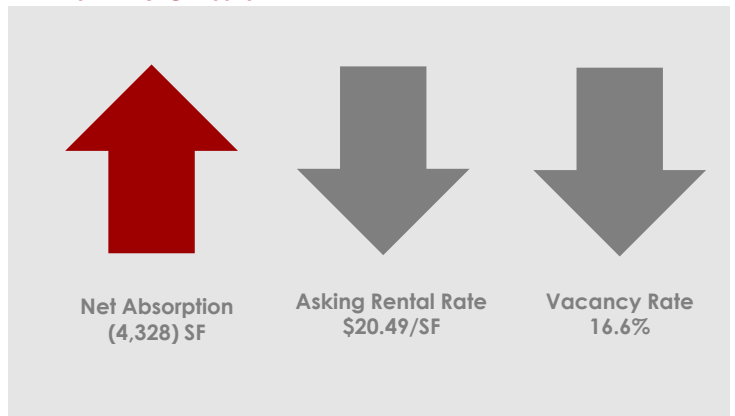 Net Absorption
(4,328) SF
Asking Rental Rate
$20.49/SF
Vacancy Rate
16.6%